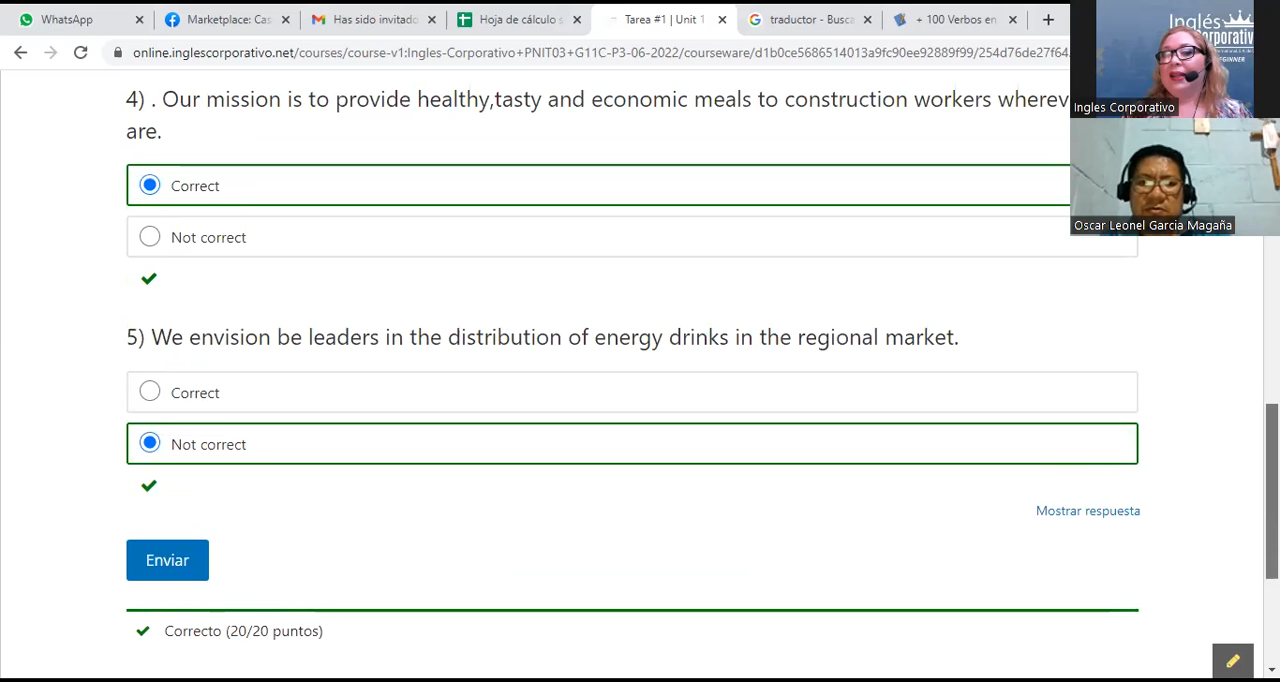 WhatsApp
Marketplace: Cas
Has sido invitado
Hoja de cálculo s
Tarea #1 | Unit 1
traductor - Busca
+ 100 Verbos en
online.inglescorporativo.net/courses/course-v1:Ingles-Corporativo+PNIT03+G11C-P3-06-2022/courseware/d1b0ce5686514013a9fc90ee92889f99/254d76de27f64
Inglés
Ingles Corporativo
Oscar Leonel Garcia Magaña
4) . Our mission is to provide healthy,tasty and economic meals to construction workers wherev
are.
Correct
Not correct
5) We envision be leaders in the distribution of energy drinks in the regional market.
Correct
Not correct
Mostrar respuesta
Enviar
Correcto (20/20 puntos)